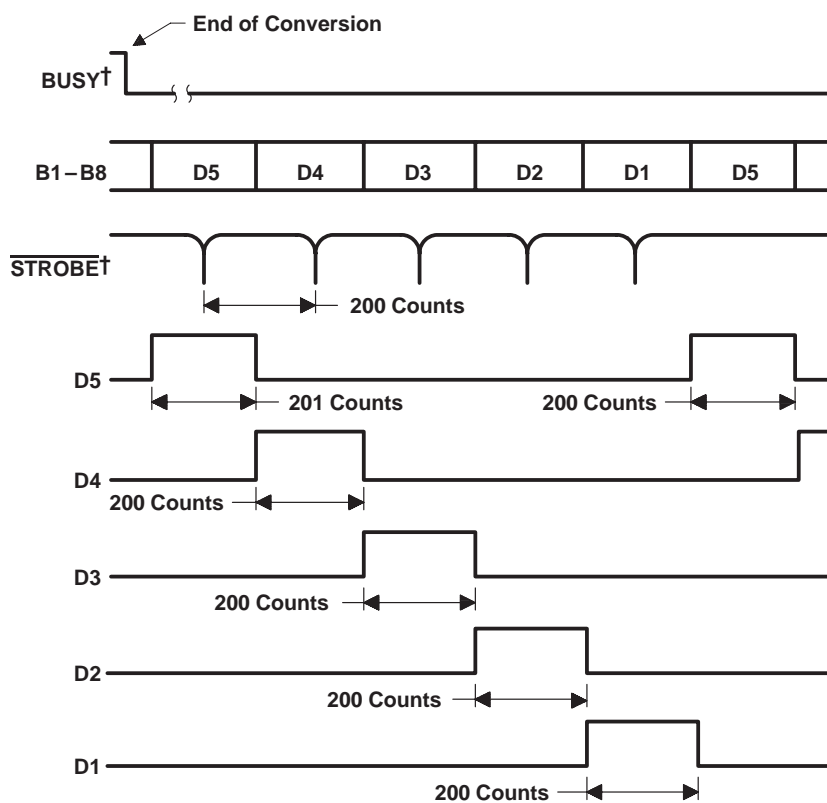 End of Conversion
BUSY†
B1–B8 D5 D4 D3 D2 D1 D5
STROBE†
200 Counts
D5
201 Counts 200 Counts
D4
200 Counts
D3
200 Counts
D2
200 Counts
D1
200 Counts